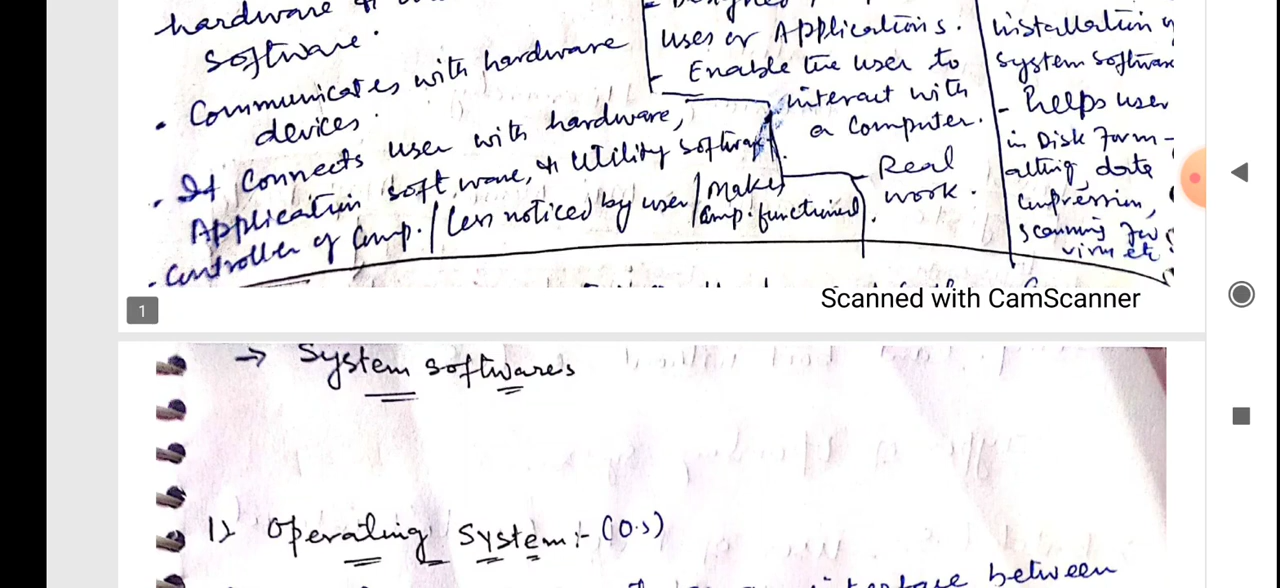 hardware
software.
• Communicates with hardware
devices.
• It Connects user with hardware,
Application software, & Utility software.
• Controller of Comp. / Less noticed by user / Makes
Comp. functional.
- Designed
uses or Applications.
- Enable the user to
interact with
a Computer.
- Real
work.
installation
System Software
- helps user
in Disk Form-
atting, data
compression,
scanning for
virus etc.
1
Scanned with CamScanner
→ System softwares
1> Operating System:- (O.S)
interface between